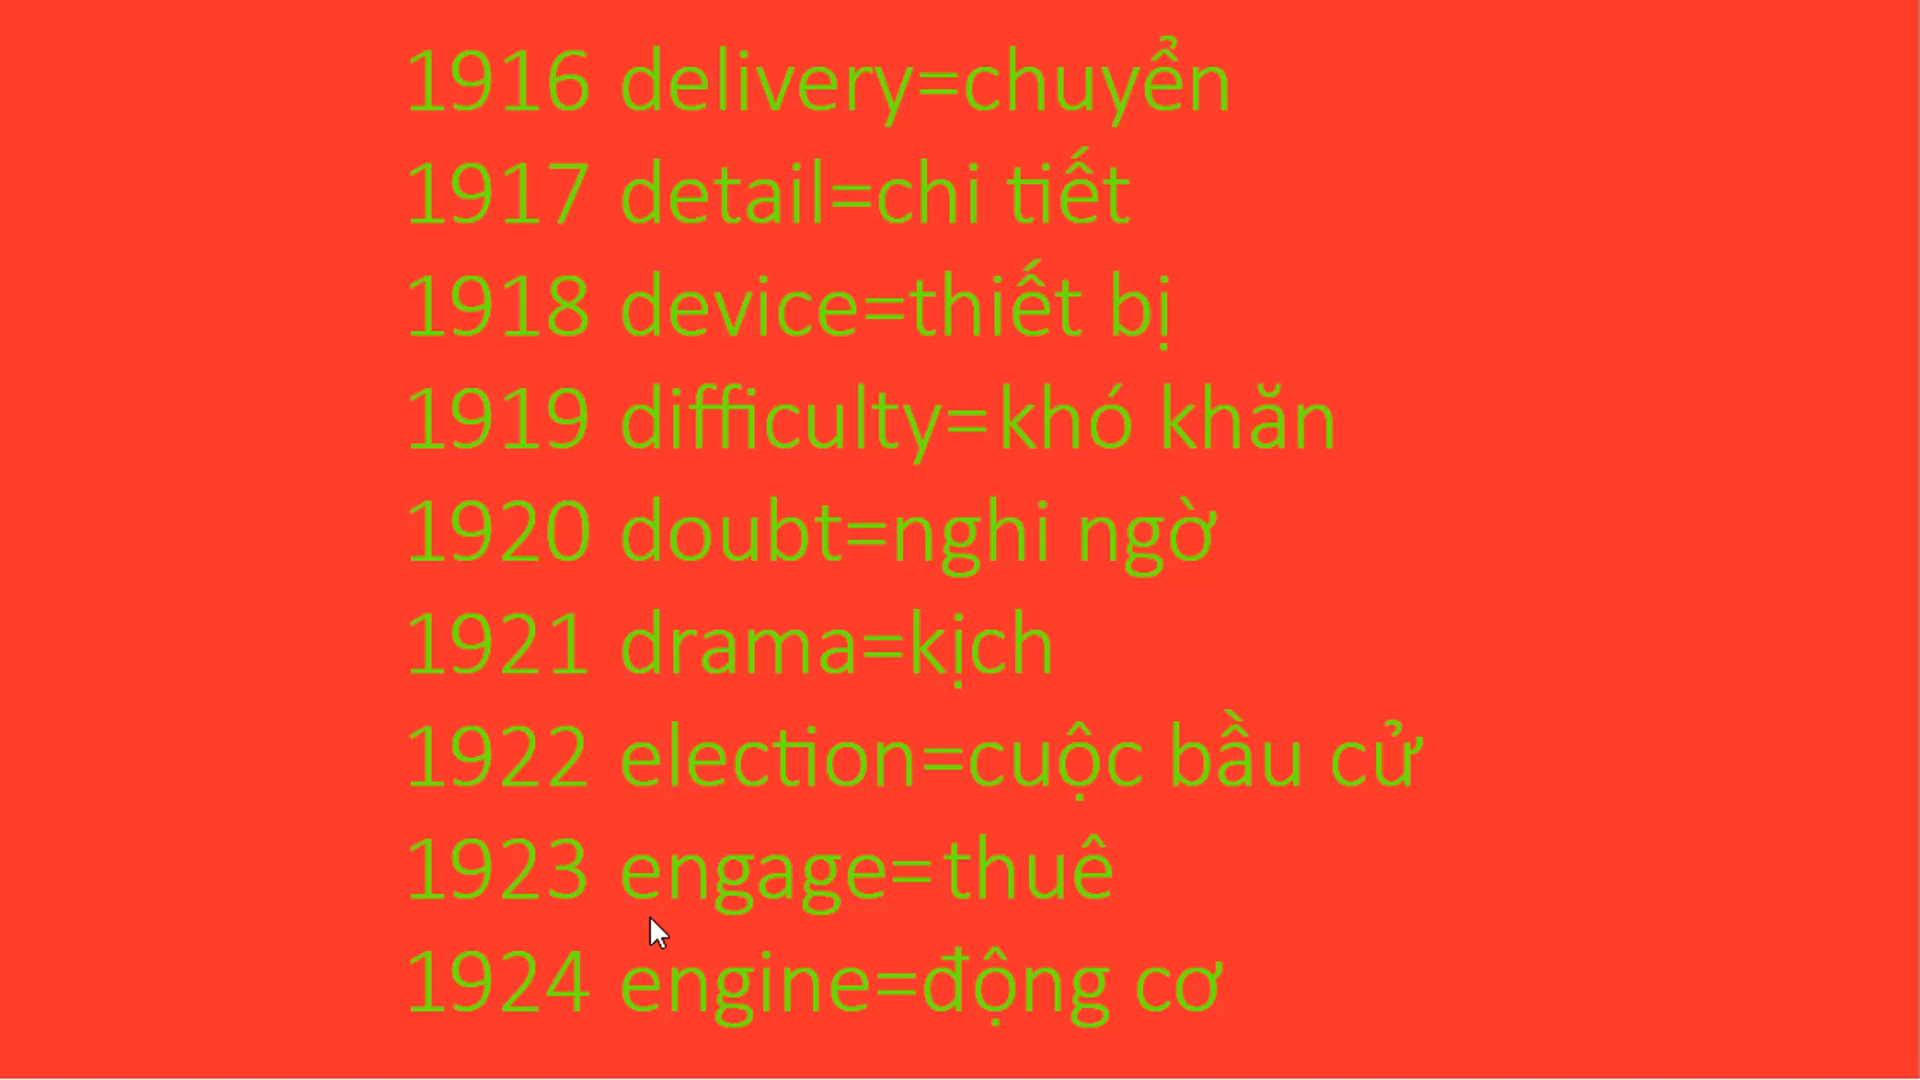 1916 delivery=chuyển
1917 detail=chi tiết
1918 device=thiết bị
1919 difficulty=khó khăn
1920 doubt=nghi ngờ
1921 drama=kịch
1922 election=cuộc bầu cử
1923 engage=thuê
1924 engine=động cơ